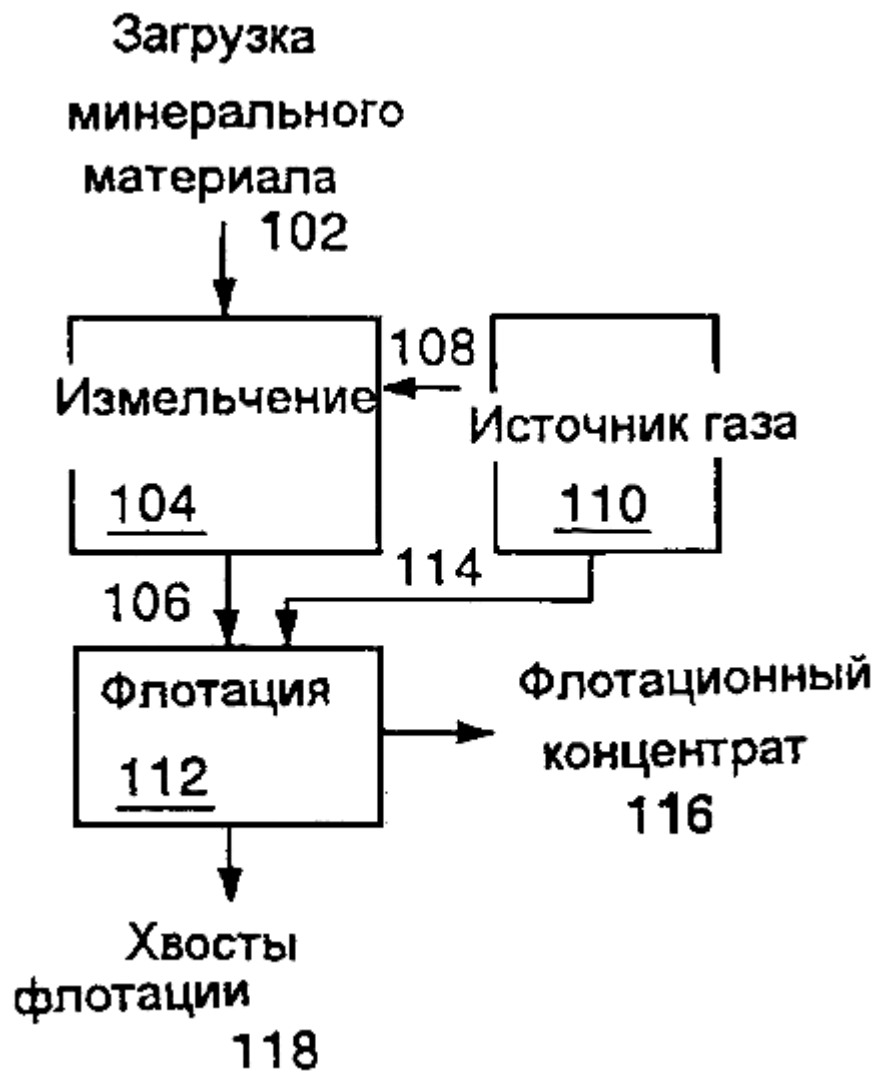 Загрузка
минерального
материала
102
108
Измельчение
Источник газа
104
110
114
106
Флотация
112
Флотационный
концентрат
116
Хвосты
флотации
118